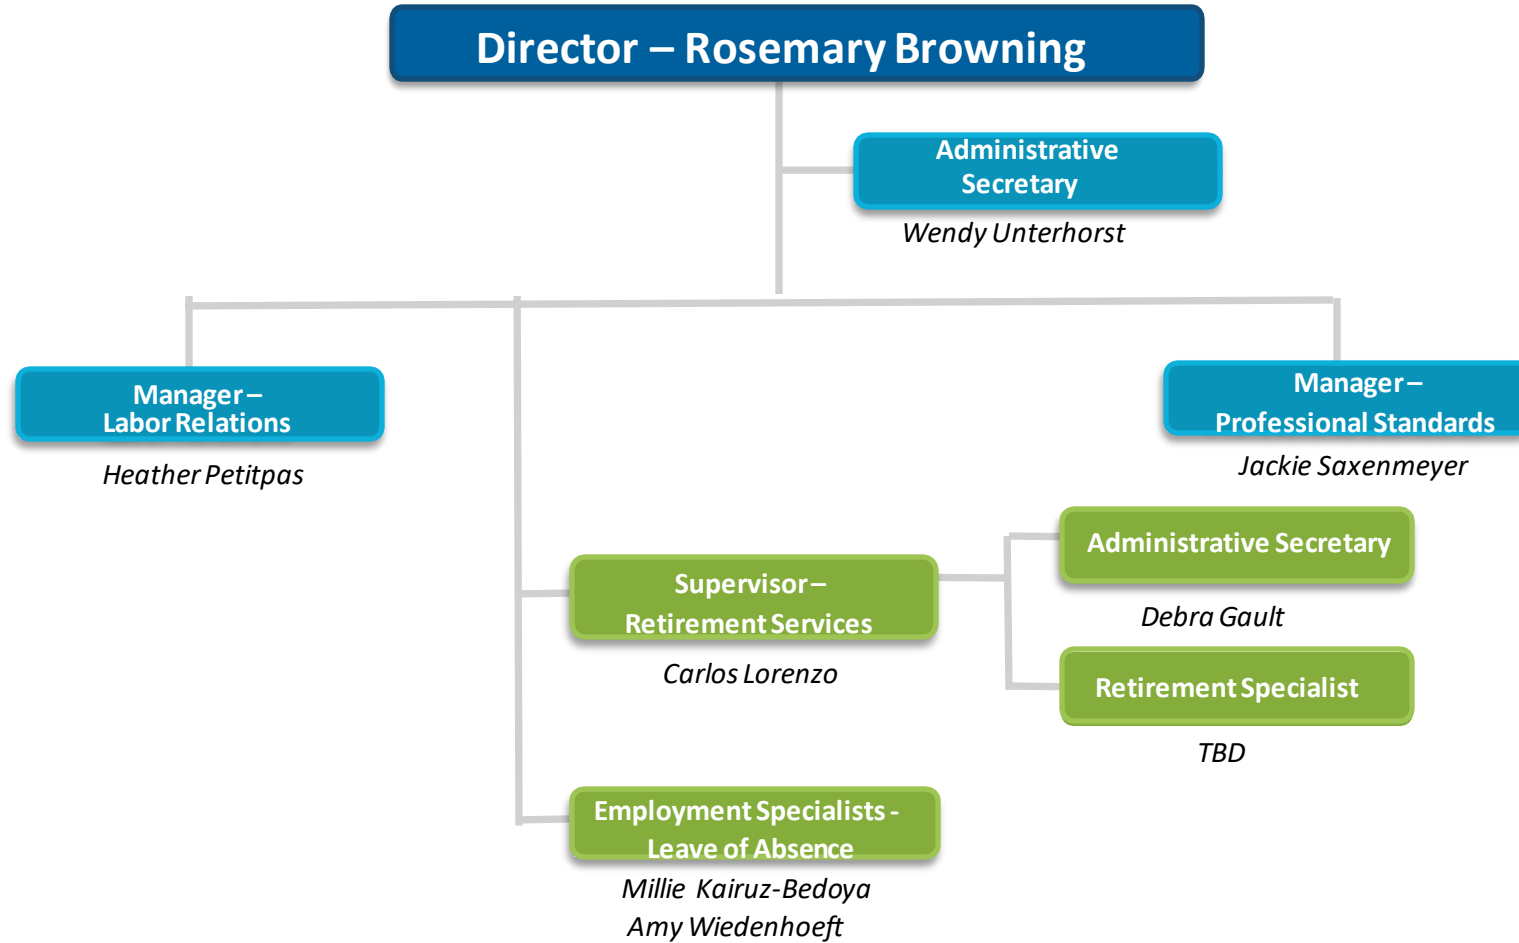 Director – Rosemary Browning
Administrative
Secretary
Wendy Unterhorst
Manager –
Labor Relations
Heather Petitpas
Manager –
Professional Standards
Jackie Saxenmeyer
Supervisor –
Retirement Services
Carlos Lorenzo
Administrative Secretary
Debra Gault
Retirement Specialist
TBD
Employment Specialists -
Leave of Absence
Millie Kairuz-Bedoya
Amy Wiedenhoeft